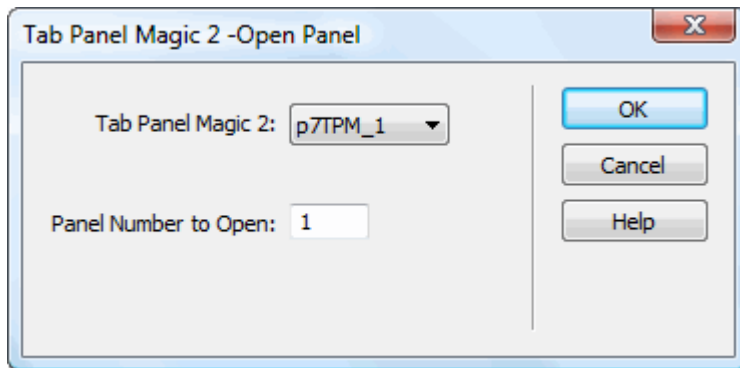 Tab Panel Magic 2 -Open Panel
Tab Panel Magic 2: p7TPM_1
OK
Cancel
Panel Number to Open: 1
Help